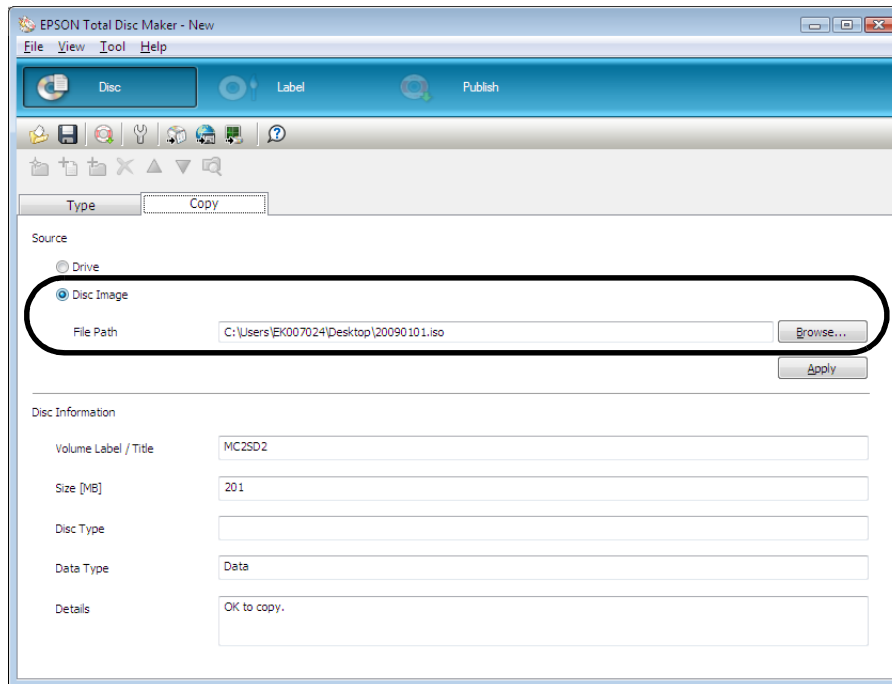 EPSON Total Disc Maker - New
File View Tool Help
Disc Label Publish
Type Copy
Source
Drive
Disc Image
File Path C:\Users\EK007024\Desktop\20090101.iso Browse...
Apply
Disc Information
Volume Label / Title MC2SD2
Size [MB] 201
Disc Type
Data Type Data
Details OK to copy.